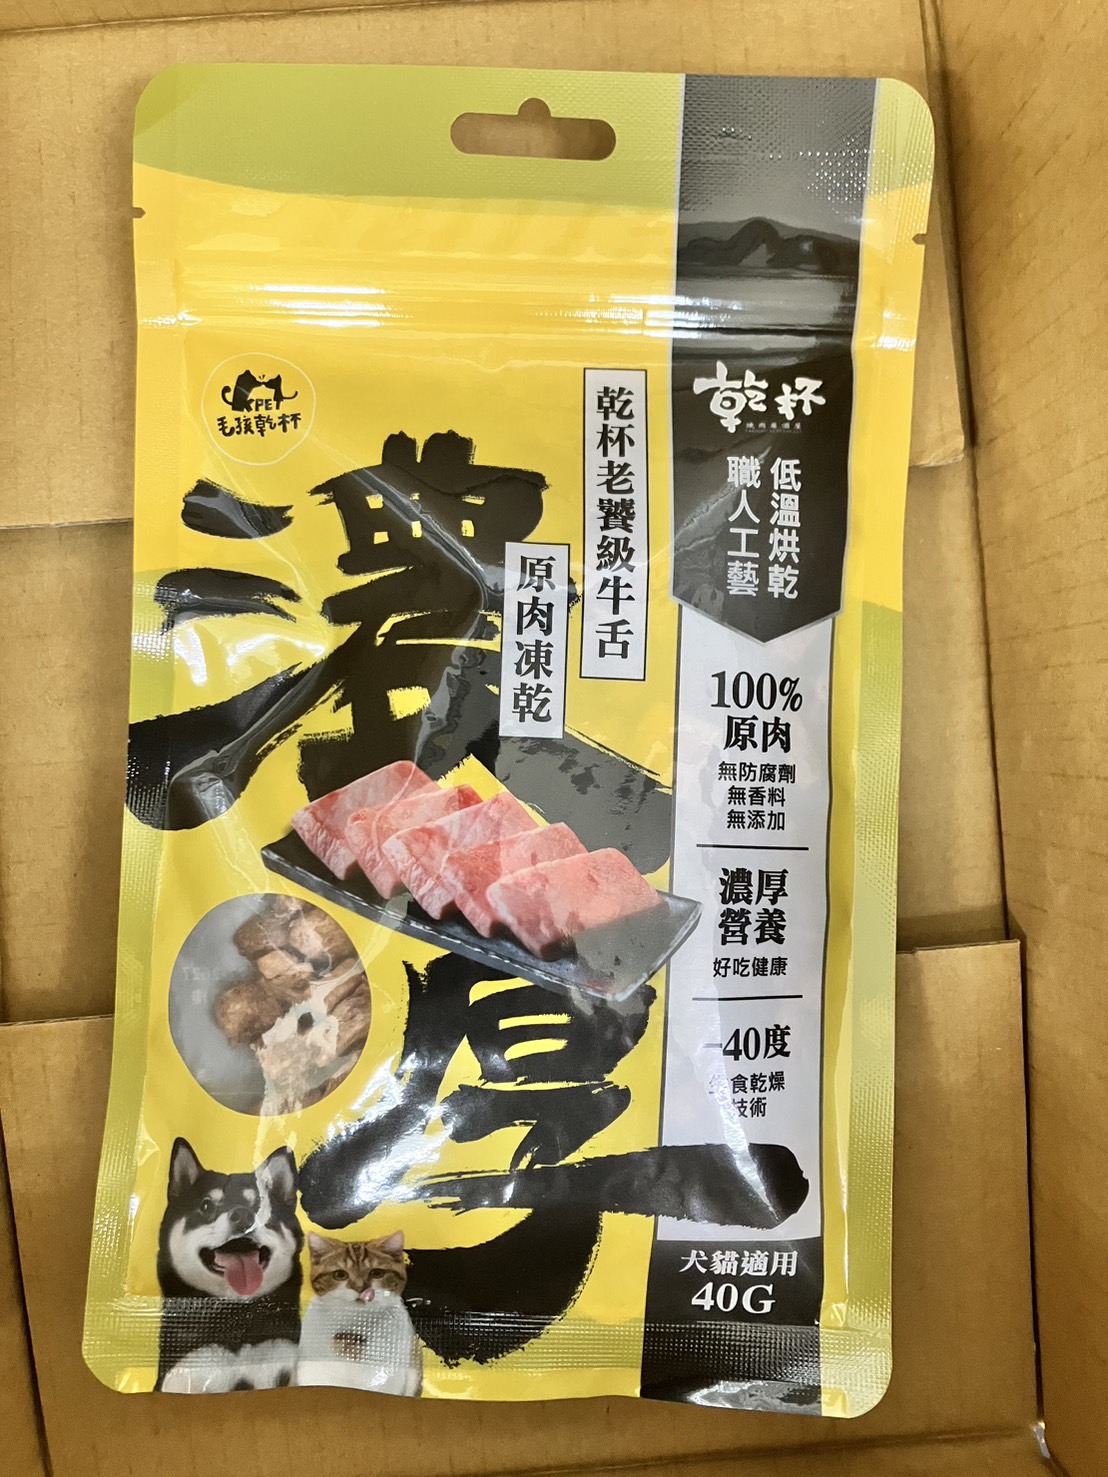 KPET
毛孩乾杯
濃厚
乾杯老饕級牛舌
原肉凍乾
乾杯
燒肉居酒屋
低溫烘乾
職人工藝
100%
原肉
無防腐劑
無香料
無添加
濃厚
營養
好吃健康
-40度
食乾燥
技術
犬貓適用
40G